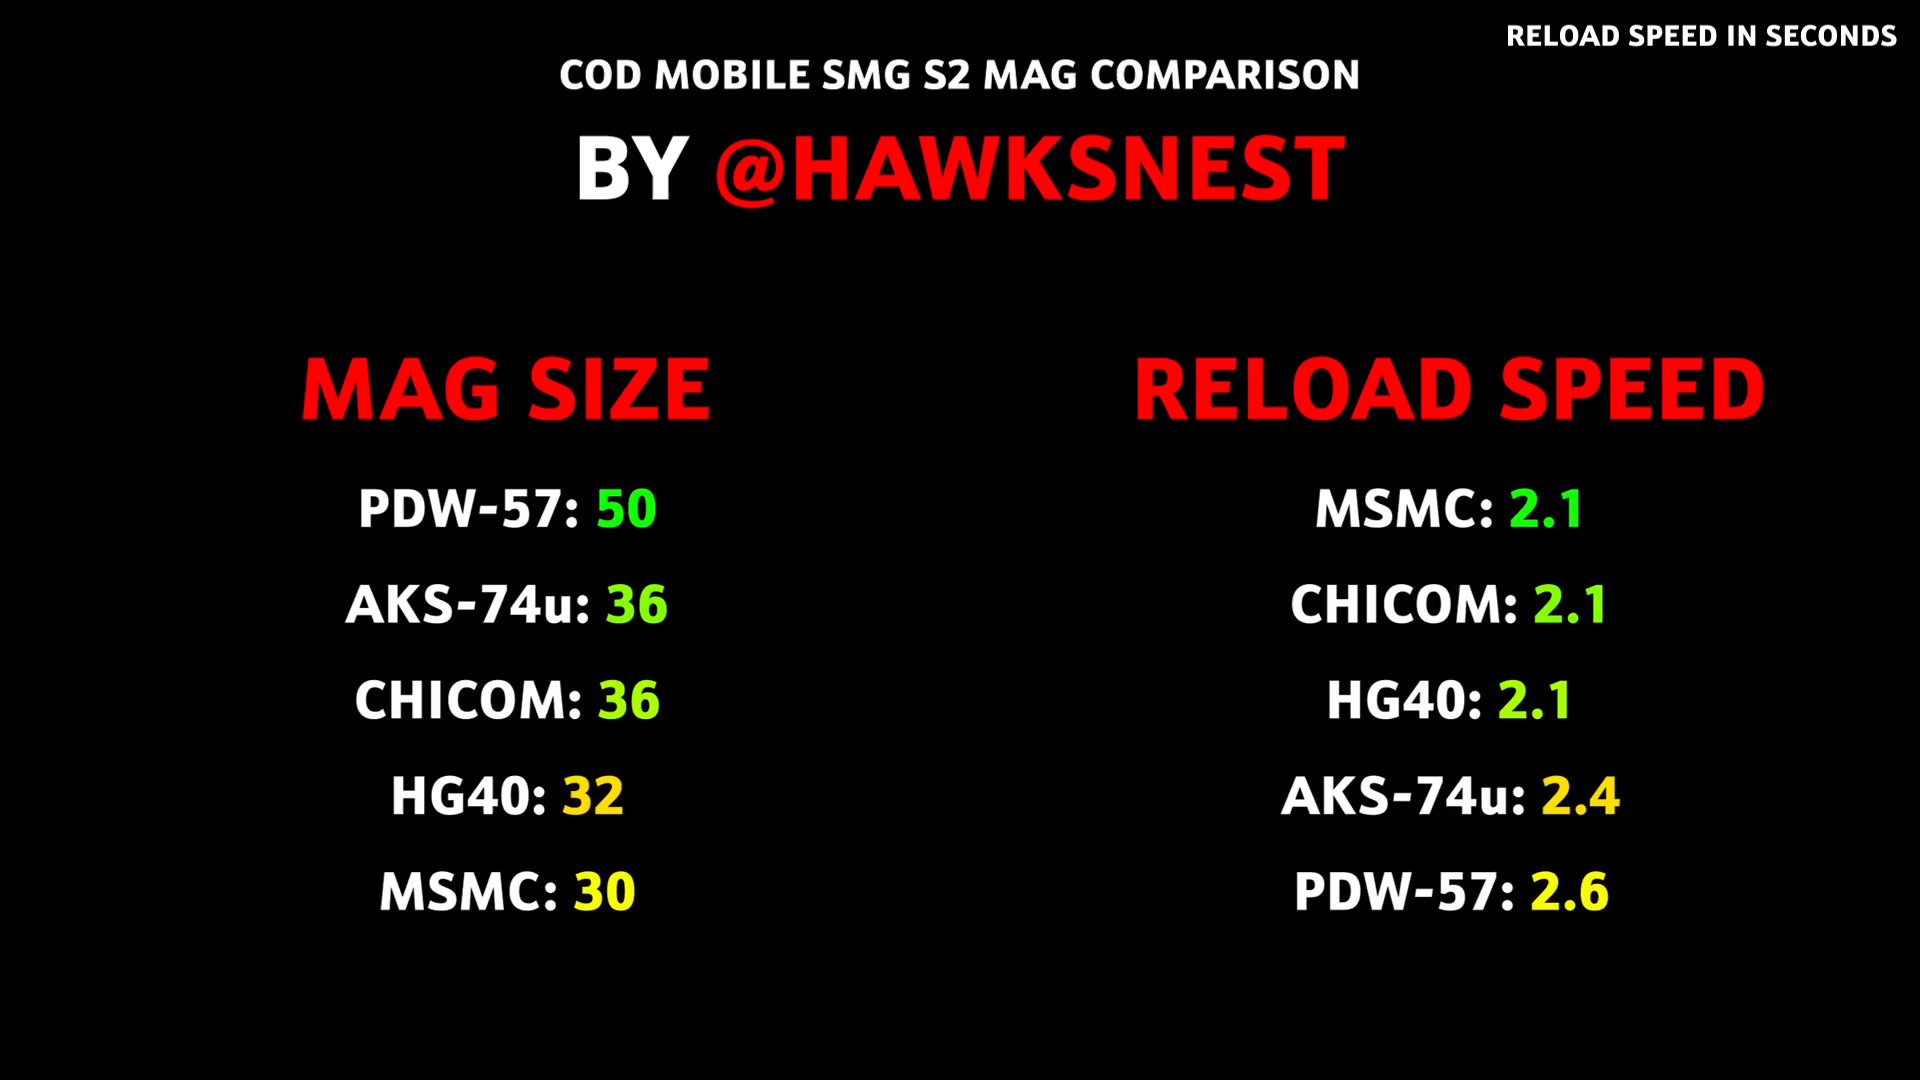 RELOAD SPEED IN SECONDS
COD MOBILE SMG S2 MAG COMPARISON
BY @HAWKSNEST
MAG SIZE
PDW-57: 50
AKS-74u: 36
CHICOM: 36
HG40: 32
MSMC: 30
RELOAD SPEED
MSMC: 2.1
CHICOM: 2.1
HG40: 2.1
AKS-74u: 2.4
PDW-57: 2.6